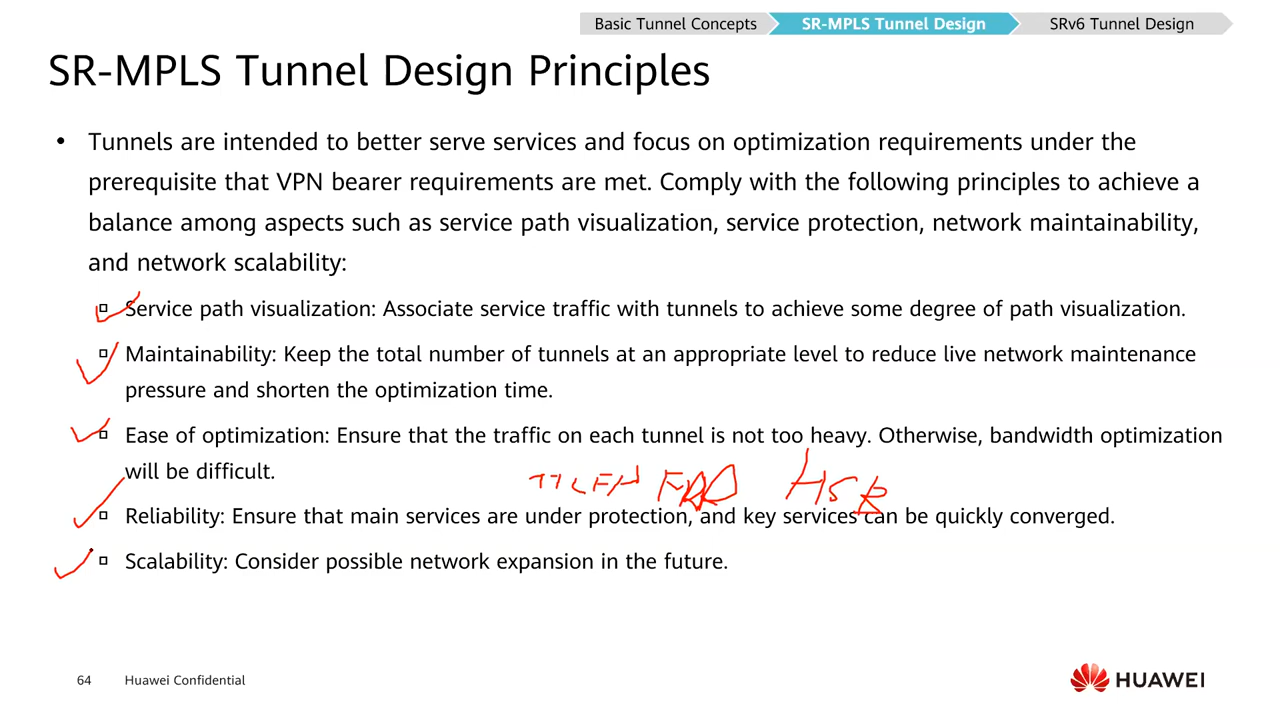 Basic Tunnel Concepts SR-MPLS Tunnel Design SRv6 Tunnel Design
SR-MPLS Tunnel Design Principles
• Tunnels are intended to better serve services and focus on optimization requirements under the
prerequisite that VPN bearer requirements are met. Comply with the following principles to achieve a
balance among aspects such as service path visualization, service protection, network maintainability,
and network scalability:
Service path visualization: Associate service traffic with tunnels to achieve some degree of path visualization.
Maintainability: Keep the total number of tunnels at an appropriate level to reduce live network maintenance
pressure and shorten the optimization time.
Ease of optimization: Ensure that the traffic on each tunnel is not too heavy. Otherwise, bandwidth optimization
will be difficult.
HSB
Reliability: Ensure that main services are under protection, and key services can be quickly converged.
Scalability: Consider possible network expansion in the future.
64 Huawei Confidential
HUAWEI